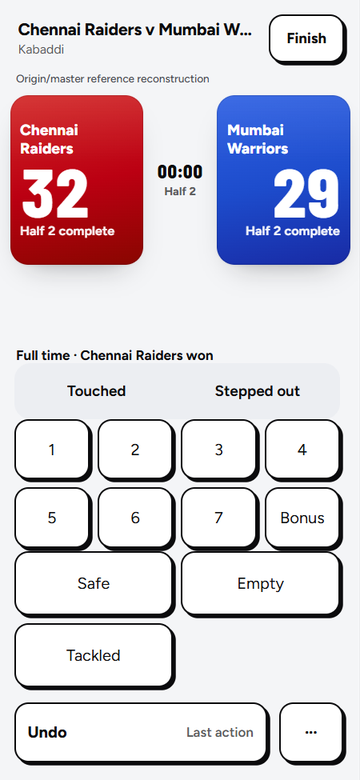 Chennai Raiders v Mumbai W...
Kabaddi
Finish
Origin/master reference reconstruction
Chennai
Raiders
32
Half 2 complete
00:00
Half 2
Mumbai
Warriors
29
Half 2 complete
Full time · Chennai Raiders won
Touched
Stepped out
1
2
3
4
5
6
7
Bonus
Safe
Empty
Tackled
Undo
Last action
...